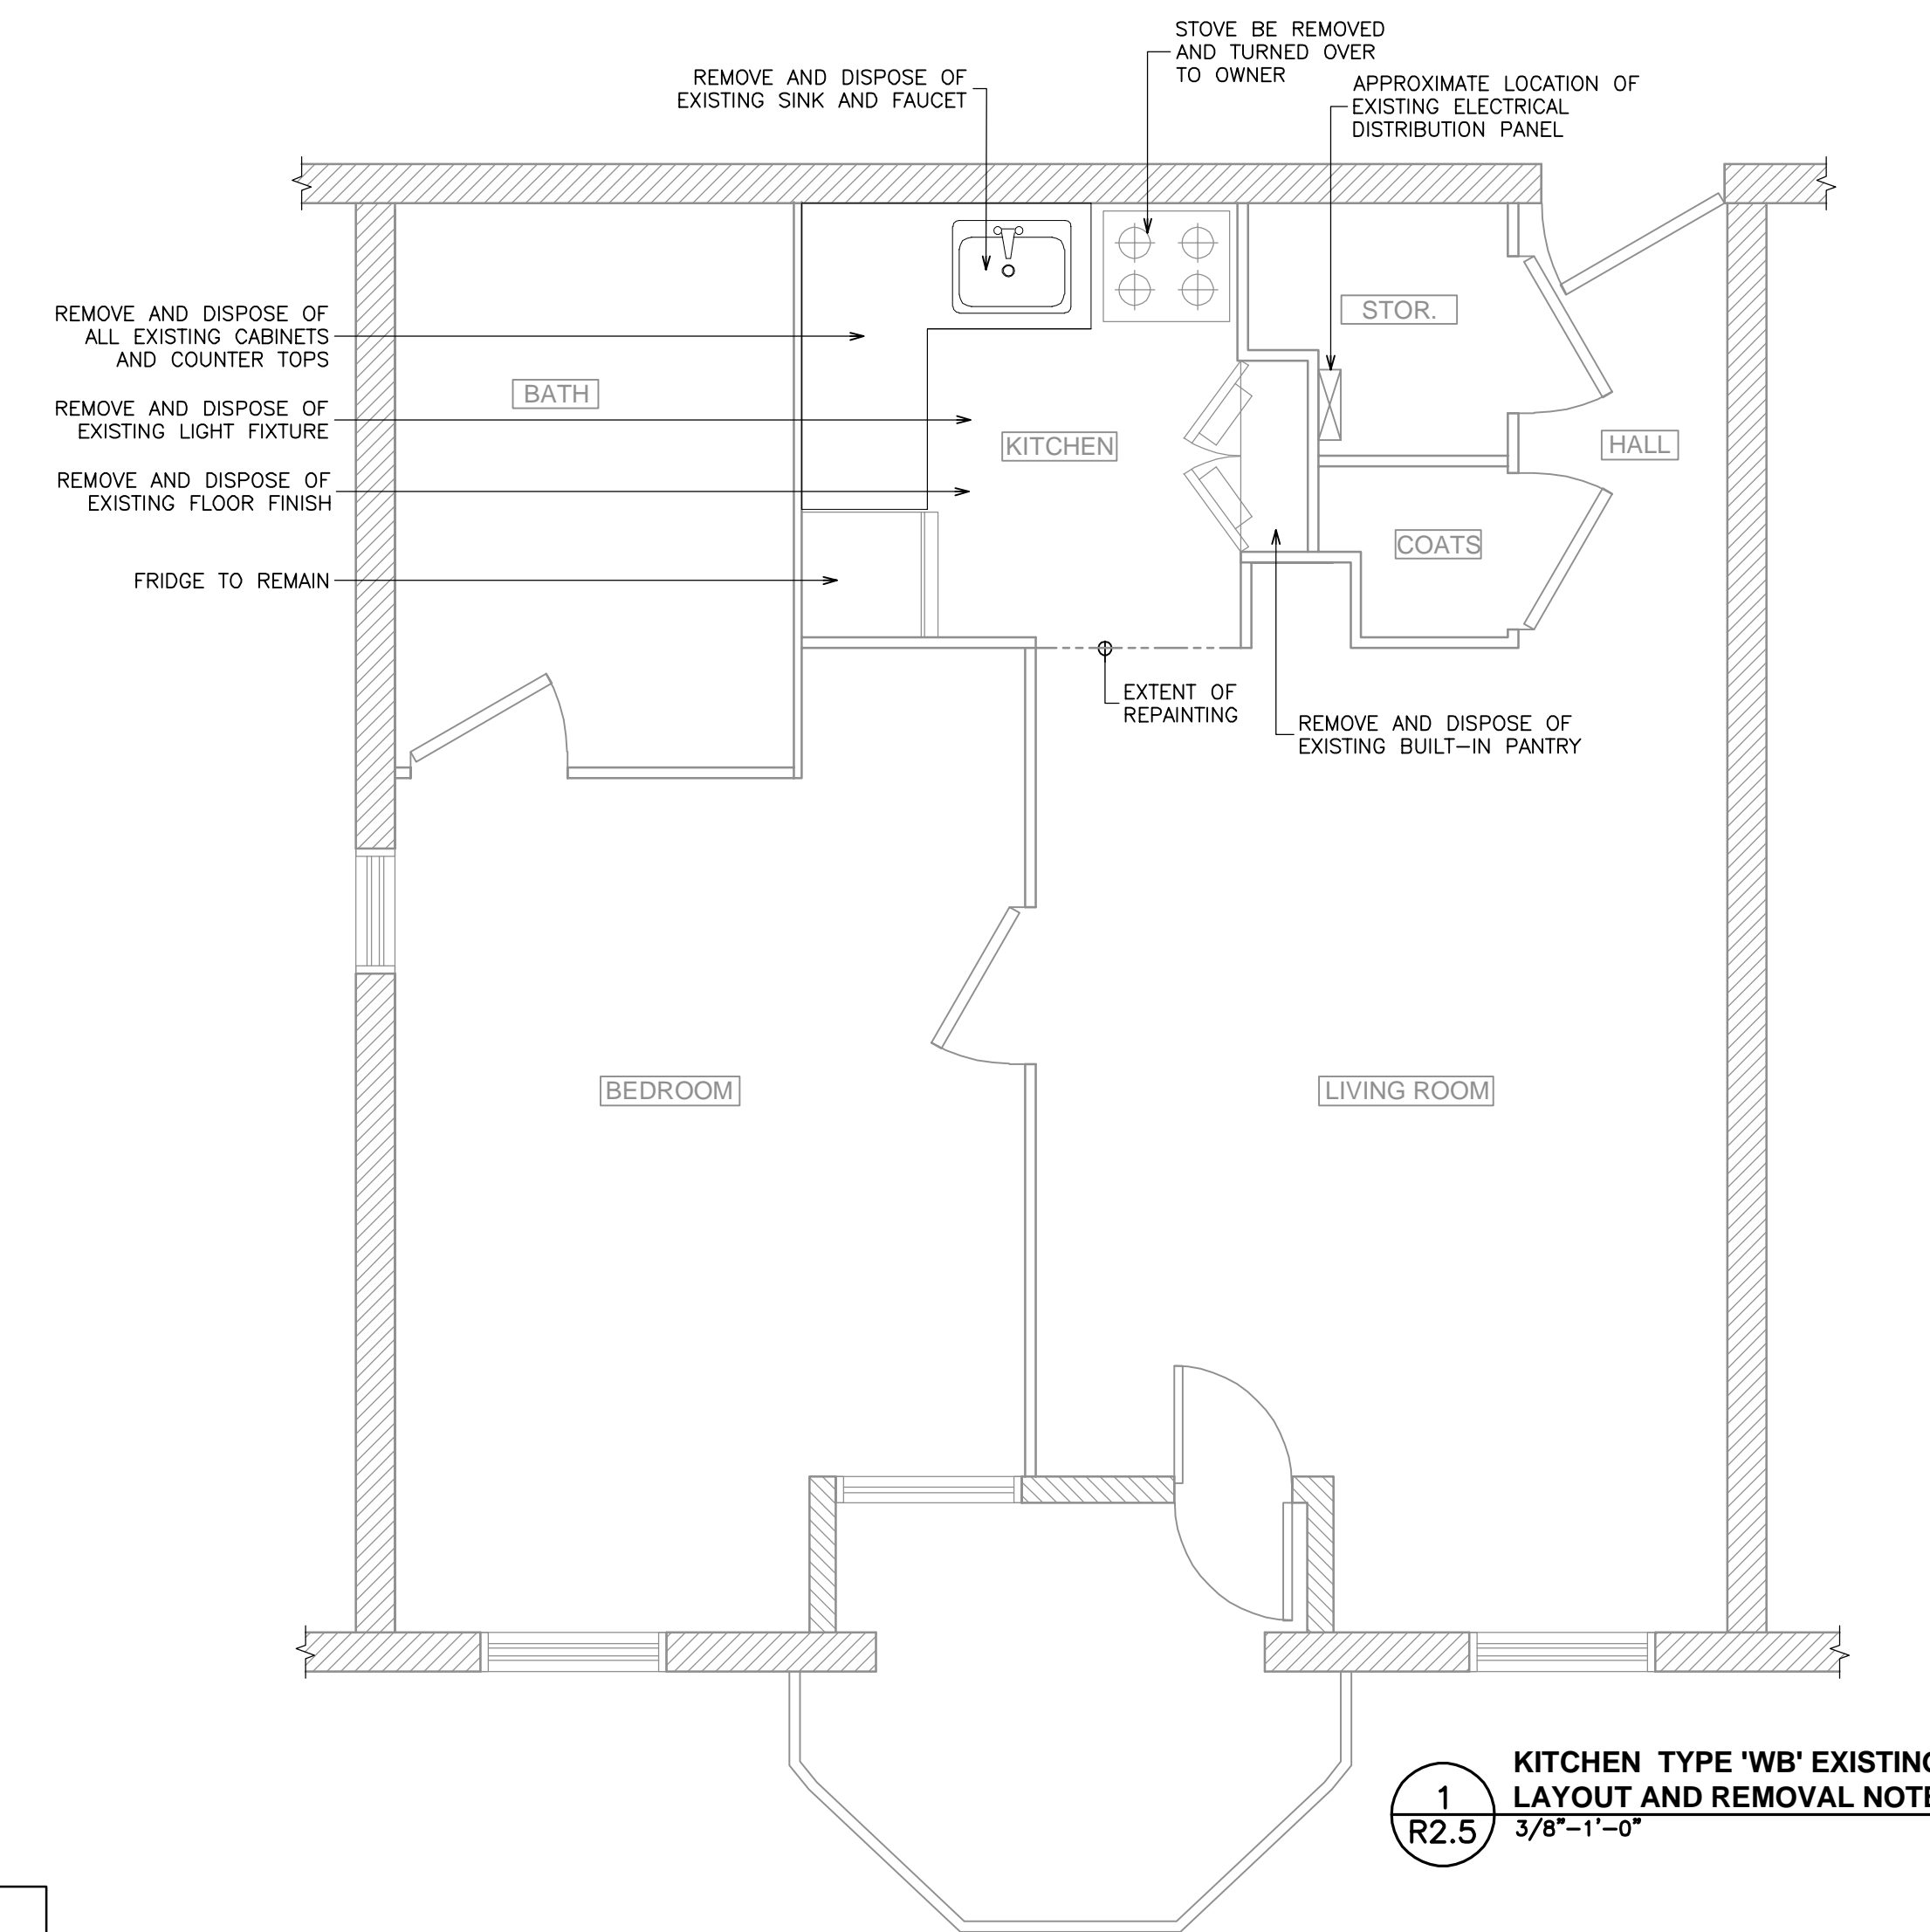 STOVE BE REMOVED
AND TURNED OVER
TO OWNER
REMOVE AND DISPOSE OF
EXISTING SINK AND FAUCET
APPROXIMATE LOCATION OF
EXISTING ELECTRICAL
DISTRIBUTION PANEL
REMOVE AND DISPOSE OF
ALL EXISTING CABINETS
AND COUNTER TOPS
STOR.
BATH
REMOVE AND DISPOSE OF
EXISTING LIGHT FIXTURE
KITCHEN
HALL
REMOVE AND DISPOSE OF
EXISTING FLOOR FINISH
COATS
FRIDGE TO REMAIN
EXTENT OF
REPAINTING
REMOVE AND DISPOSE OF
EXISTING BUILT-IN PANTRY
BEDROOM
LIVING ROOM
1
R2.5
KITCHEN TYPE 'WB' EXISTING
LAYOUT AND REMOVAL NOTE
3/8"-1'-0"